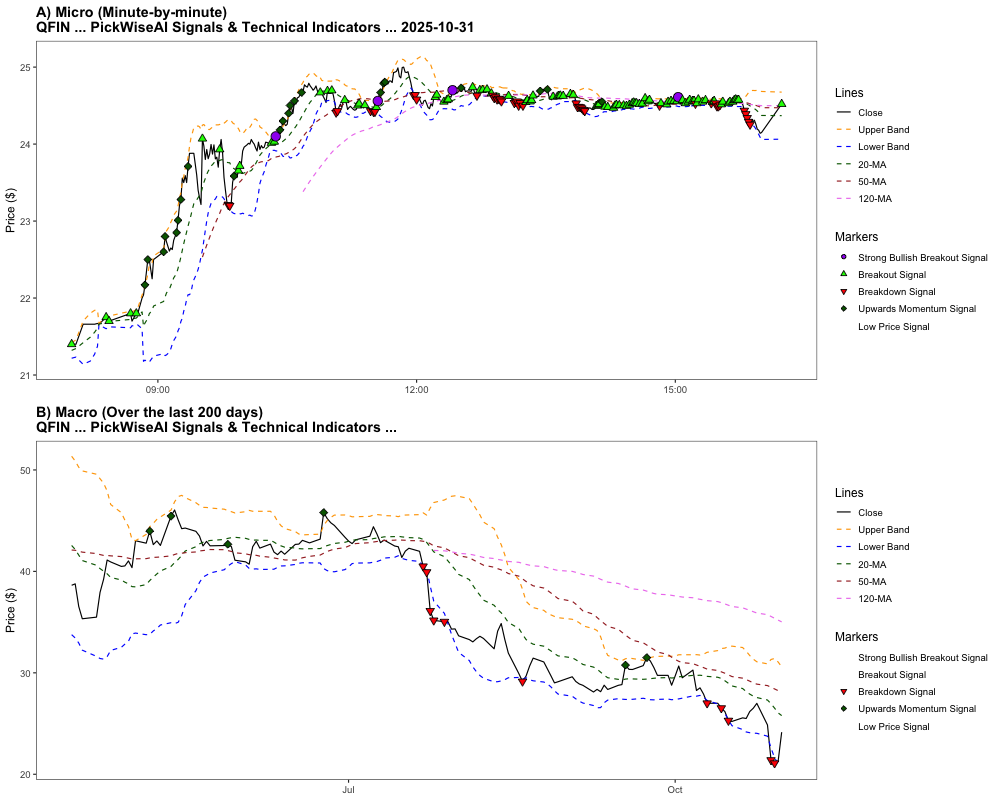 A) Micro (Minute-by-minute)
QFIN ... PickWiseAI Signals & Technical Indicators ... 2025-10-31
Price ($)
25
24
23
22
21
09:00
12:00
15:00
Lines
Close
Upper Band
Lower Band
20-MA
50-MA
120-MA
Markers
Strong Bullish Breakout Signal
Breakout Signal
Breakdown Signal
Upwards Momentum Signal
Low Price Signal
B) Macro (Over the last 200 days)
QFIN ... PickWiseAI Signals & Technical Indicators ...
Price ($)
50
40
30
20
Jul
Oct
Lines
Close
Upper Band
Lower Band
20-MA
50-MA
120-MA
Markers
Strong Bullish Breakout Signal
Breakout Signal
Breakdown Signal
Upwards Momentum Signal
Low Price Signal